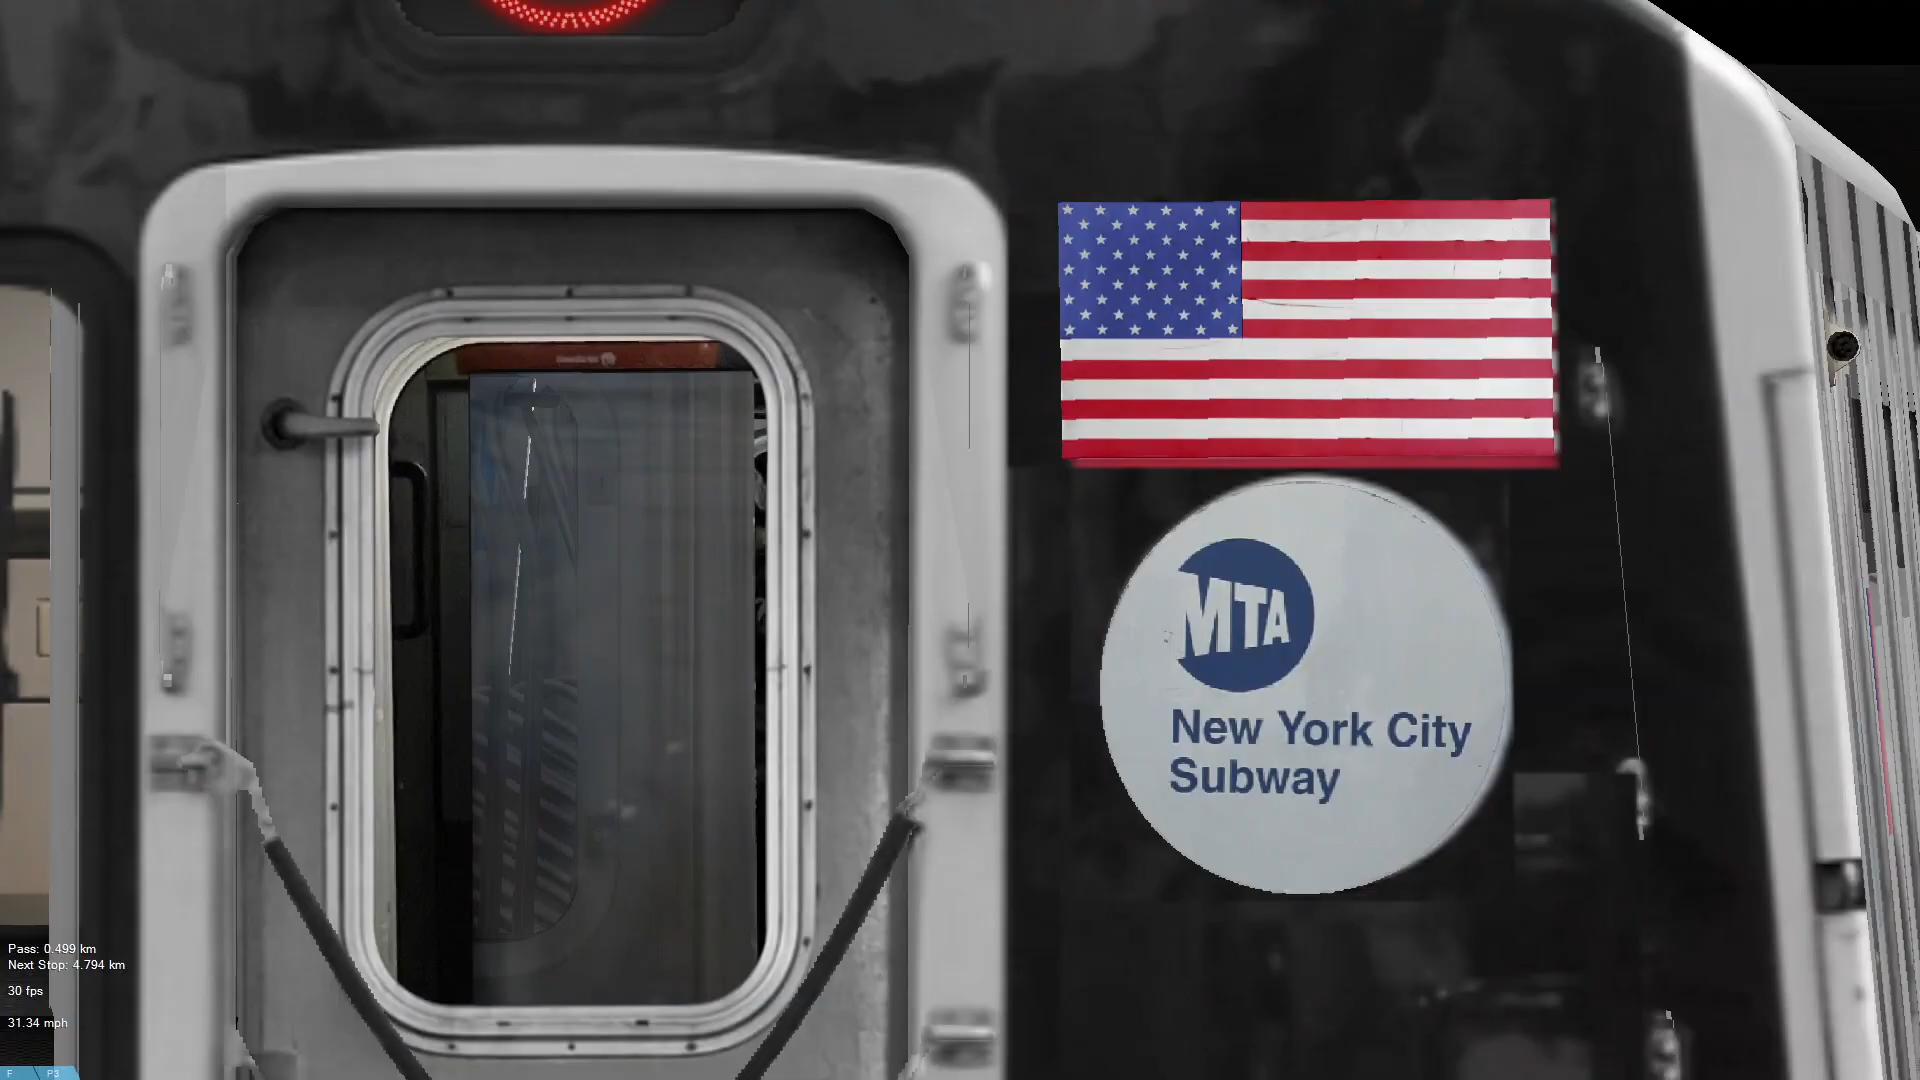 MTA
New York City
Subway
Pass: 0.499 km
Next Stop: 4.794 km
30 fps
31.34 mph
F P3